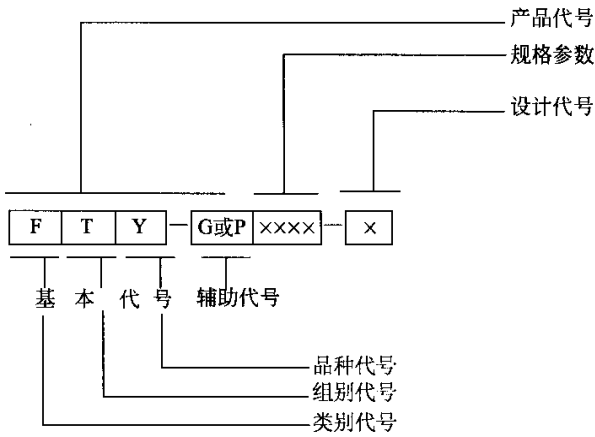 产品代号
规格参数
设计代号
F T Y — G或P ×××× — ×
基本代号 辅助代号
品种代号
组别代号
类别代号